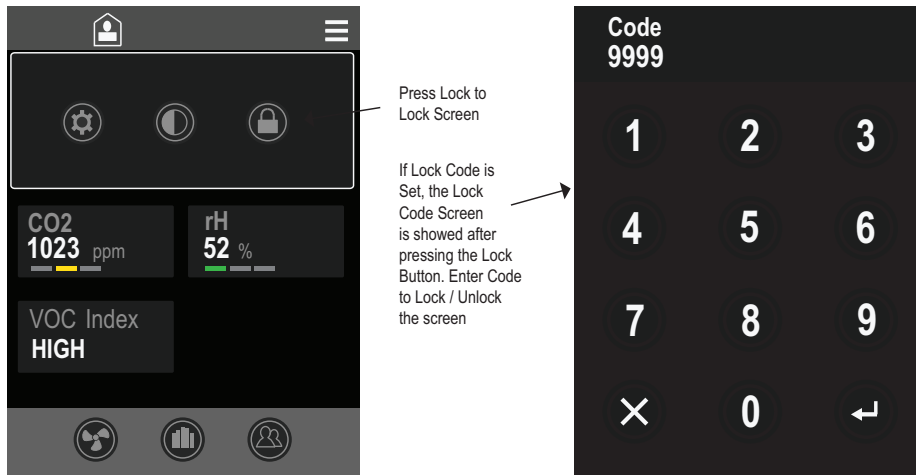 CO2
1023 ppm
rH
52 %
VOC Index
HIGH
Press Lock to
Lock Screen
If Lock Code is
Set, the Lock
Code Screen
is showed after
pressing the Lock
Button. Enter Code
to Lock / Unlock
the screen
Code
9999
1 2 3
4 5 6
7 8 9
0